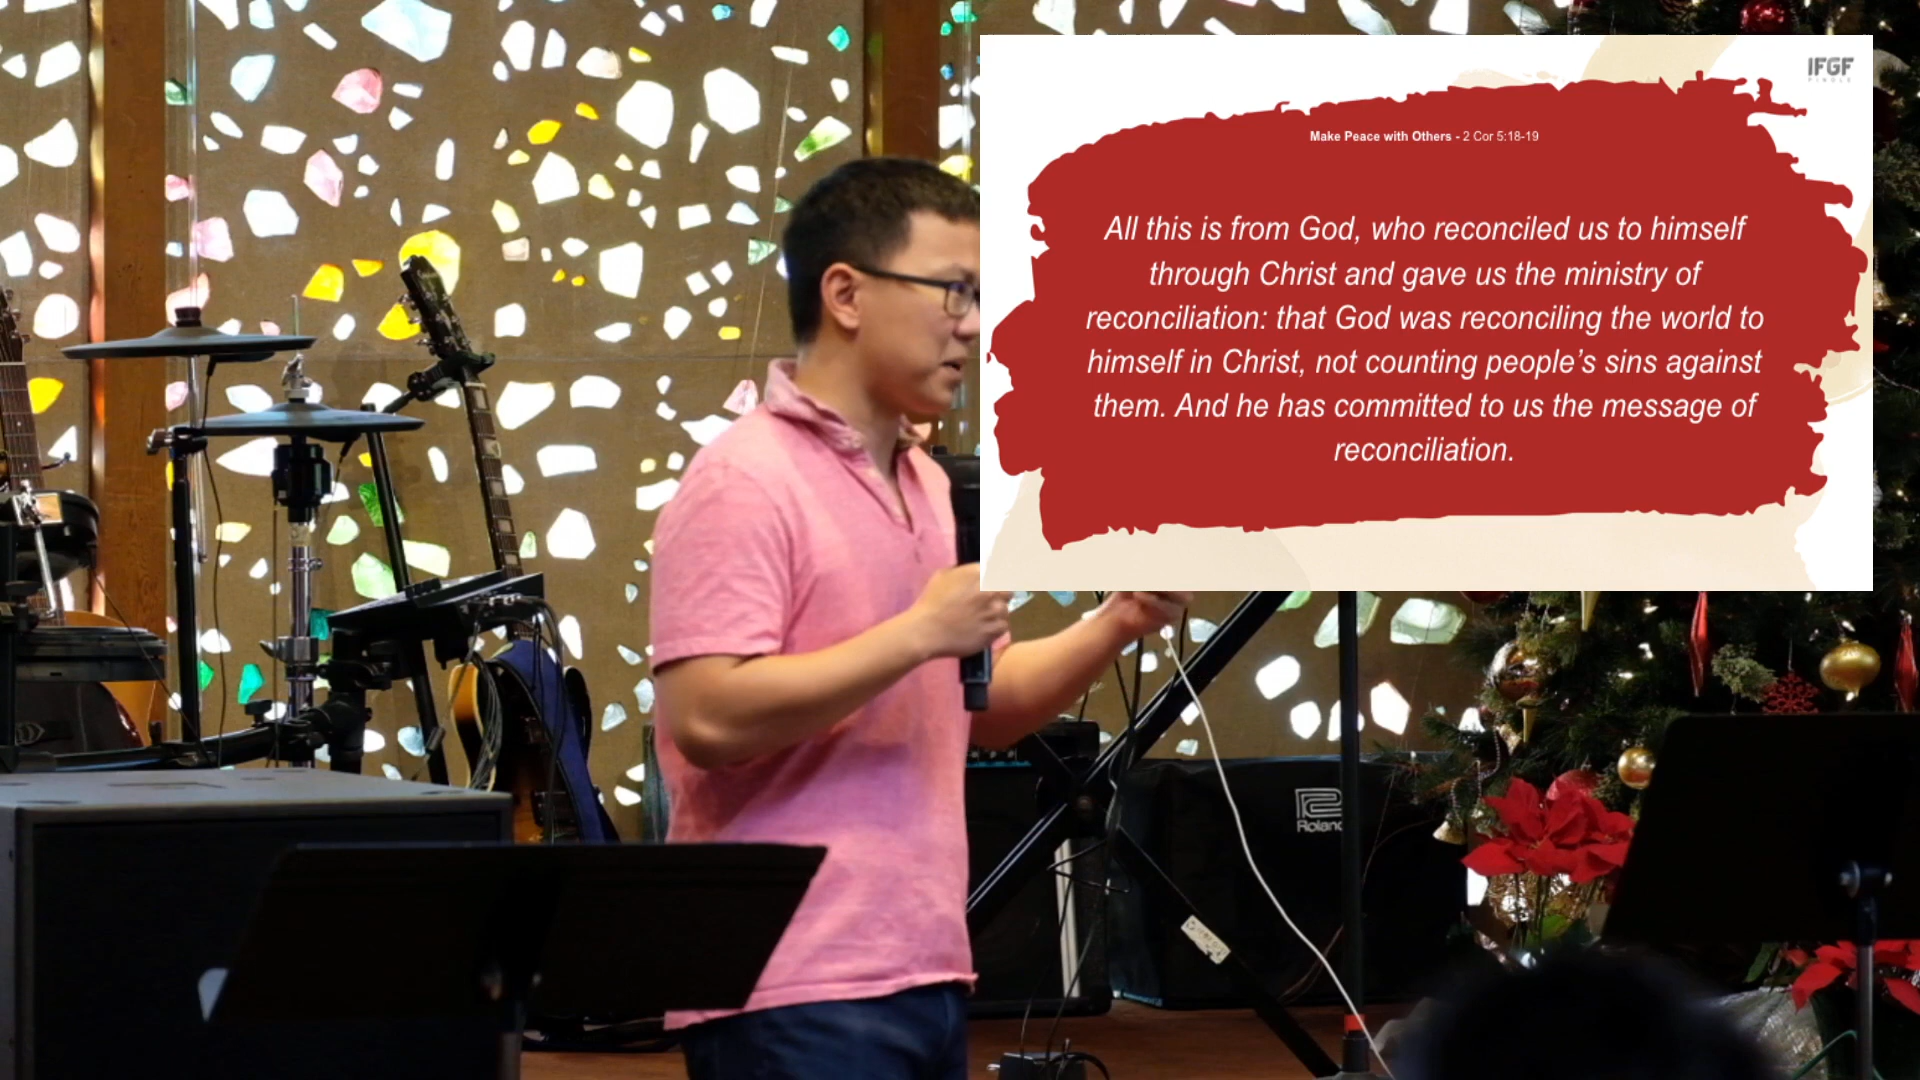 IFGF
PINOLE
Make Peace with Others - 2 Cor 5:18-19
All this is from God, who reconciled us to himself
through Christ and gave us the ministry of
reconciliation: that God was reconciling the world to
himself in Christ, not counting people’s sins against
them. And he has committed to us the message of
reconciliation.
Roland